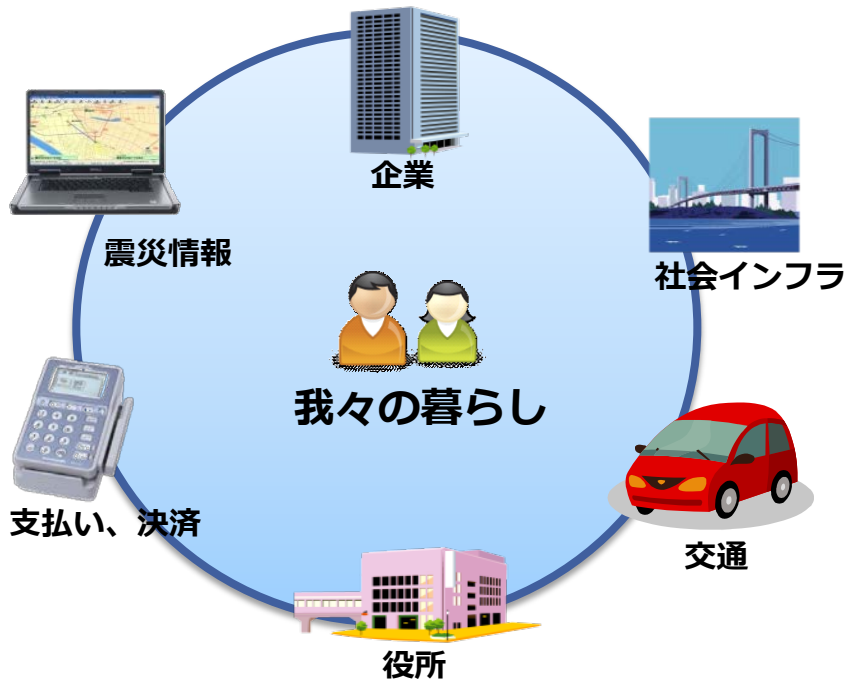 企業
震災情報
社会インフラ
我々の暮らし
支払い、決済
交通
役所